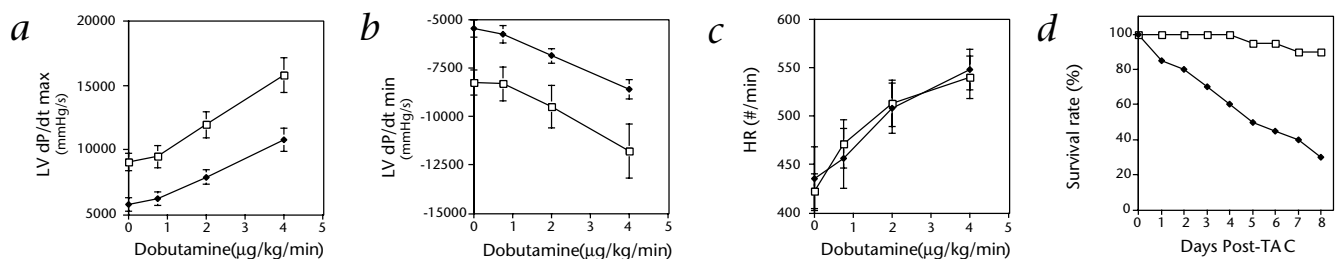 a
20000
15000
10000
5000
LV dP/dt max
(mmHg/s)
0 1 2 3 4 5
Dobutamine(μg/kg/min)
b
-5000
-7500
-10000
-12500
-15000
LV dP/dt min
(mmHg/s)
0 1 2 3 4 5
Dobutamine(μg/kg/min)
c
600
550
500
450
400
HR (#/min)
0 1 2 3 4 5
Dobutamine(μg/kg/min)
d
100
80
60
40
20
0
Survival rate (%)
0 1 2 3 4 5 6 7 8
Days Post-TAC